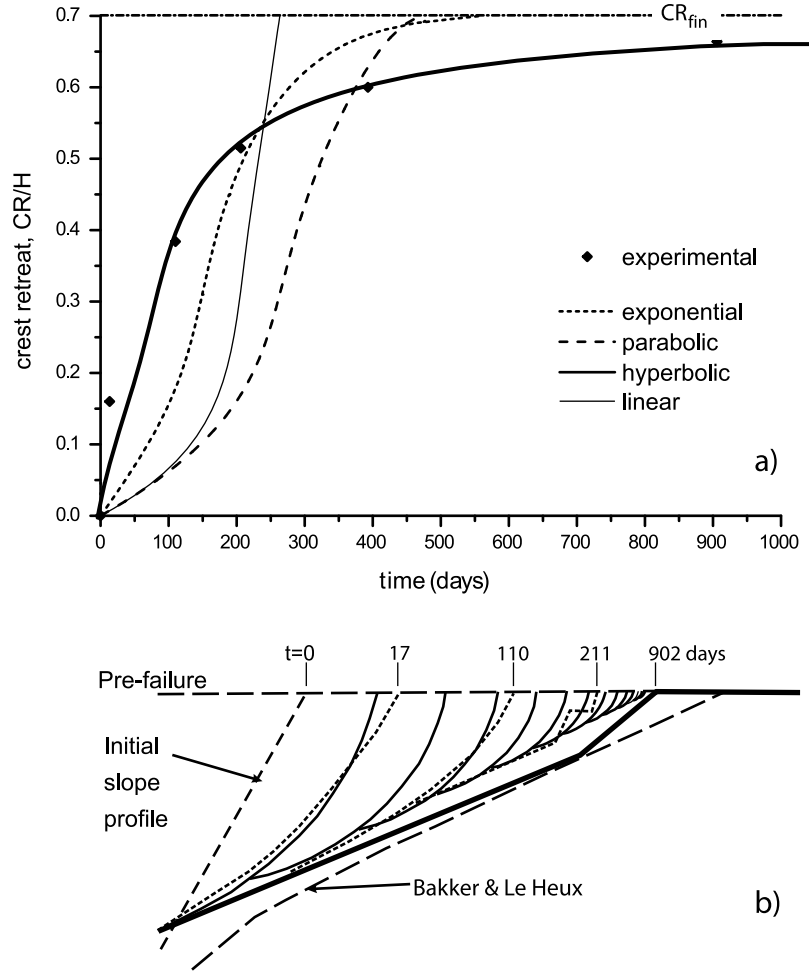 CR_fin
0.7
0.6
0.5
0.4
0.3
0.2
0.1
0.0
crest retreat, CR/H
experimental
exponential
parabolic
hyperbolic
linear
a)
0 100 200 300 400 500 600 700 800 900 1000
time (days)
t=0 17 110 211 902 days
Pre-failure
Initial
slope
profile
Bakker & Le Heux
b)